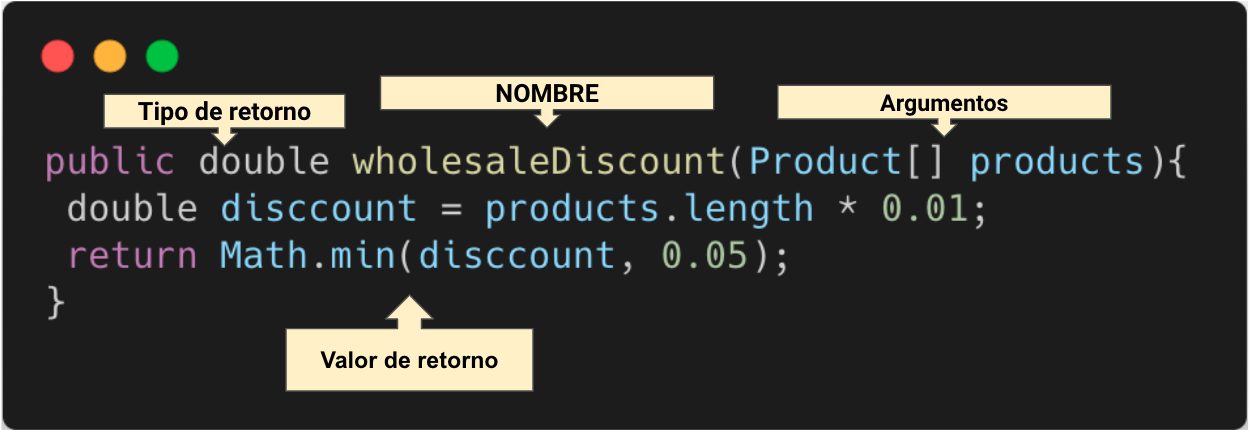 Tipo de retorno
NOMBRE
Argumentos
public double wholesaleDiscount(Product[] products){
double disccount = products.length * 0.01;
return Math.min(disccount, 0.05);
}
Valor de retorno